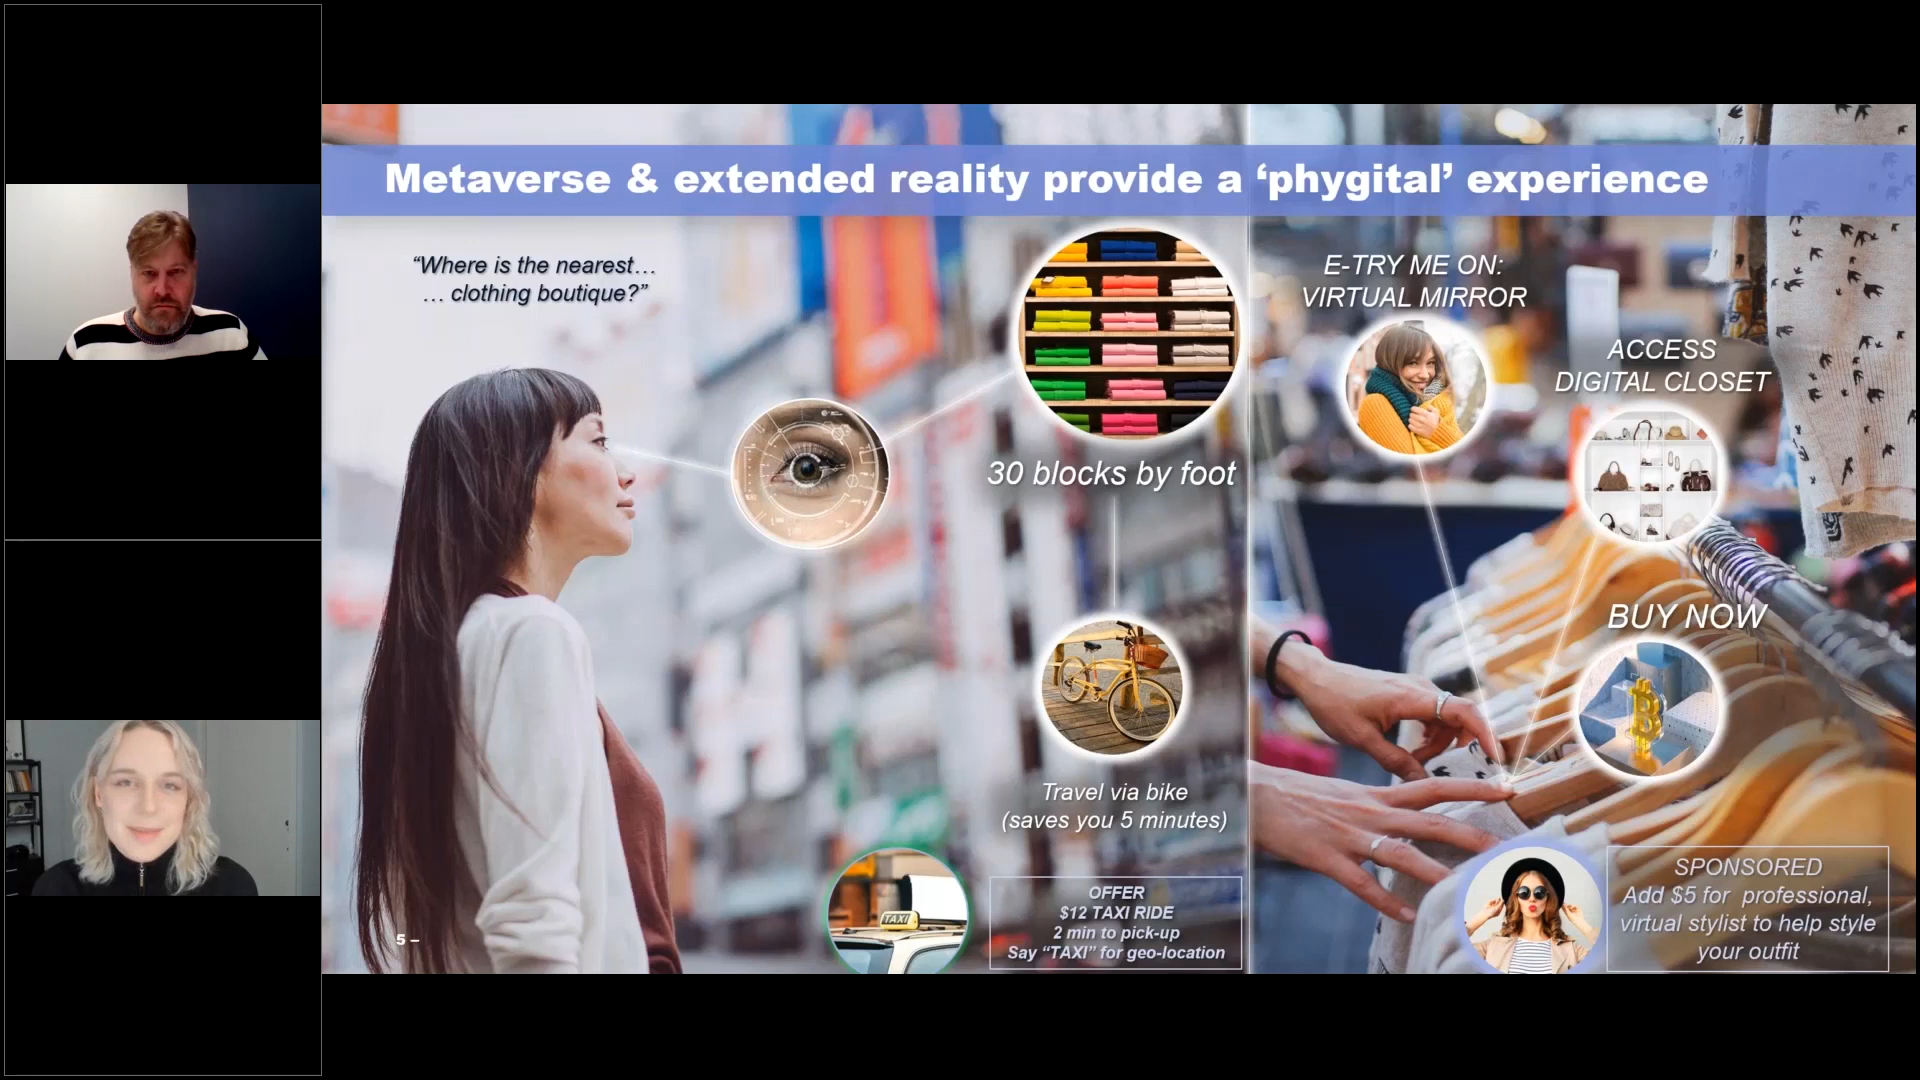 Metaverse & extended reality provide a ‘phygital’ experience
“Where is the nearest…
… clothing boutique?”
30 blocks by foot
Travel via bike
(saves you 5 minutes)
TAXI
OFFER
$12 TAXI RIDE
2 min to pick-up
Say “TAXI” for geo-location
5 –
E-TRY ME ON:
VIRTUAL MIRROR
ACCESS
DIGITAL CLOSET
BUY NOW
SPONSORED
Add $5 for professional,
virtual stylist to help style
your outfit